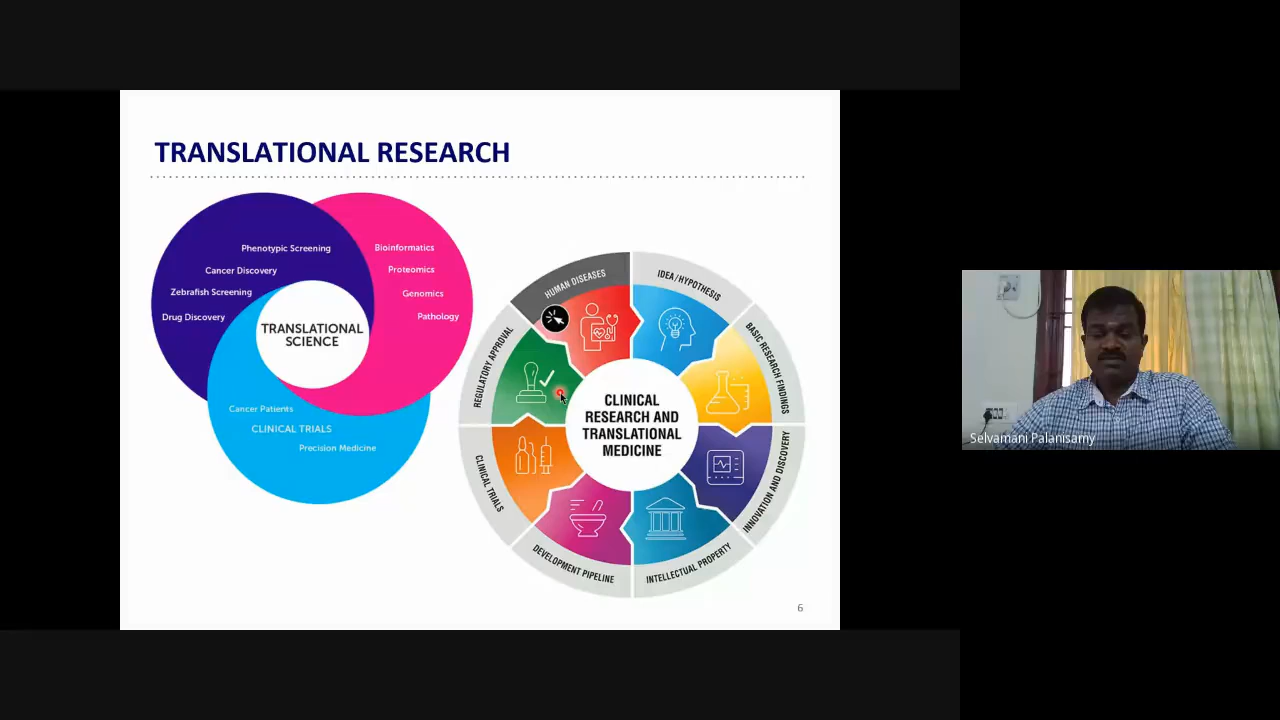 TRANSLATIONAL RESEARCH
Phenotypic Screening
Cancer Discovery
Zebrafish Screening
Drug Discovery
Bioinformatics
Proteomics
Genomics
Pathology
TRANSLATIONAL
SCIENCE
Cancer Patients
CLINICAL TRIALS
Precision Medicine
HUMAN DISEASES
IDEA/HYPOTHESIS
BASIC RESEARCH FINDINGS
INNOVATION AND DISCOVERY
INTELLECTUAL PROPERTY
DEVELOPMENT PIPELINE
CLINICAL TRIALS
REGULATORY APPROVAL
CLINICAL
RESEARCH AND
TRANSLATIONAL
MEDICINE
6
Selvamani Palanisamy